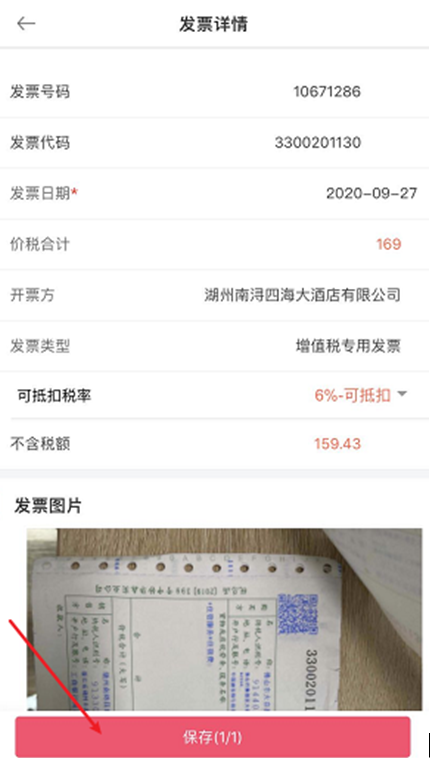 发票详情
发票号码 10671286
发票代码 3300201130
发票日期* 2020-09-27
价税合计 169
开票方 湖州南浔四海大酒店有限公司
发票类型 增值税专用发票
可抵扣税率 6%-可抵扣
不含税额 159.43
发票图片
33002011
保存(1/1)